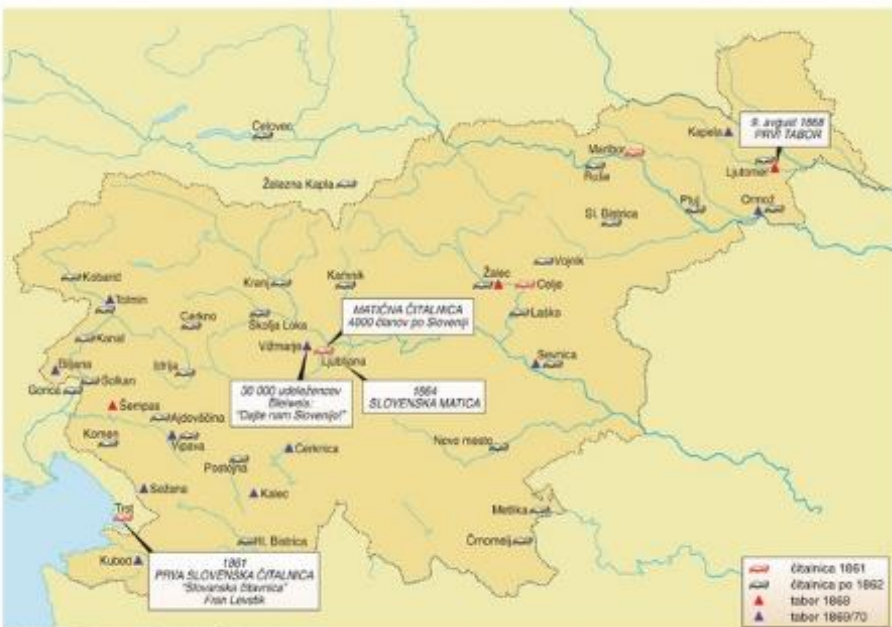 Celovec
Železna Kapla
Maribor
Ruše
Kapela
9. avgust 1868
PRVI TABOR
Ljutomer
Ptuj
Ormož
Sl. Bistrica
Vojnik
Žalec
Celje
Laško
Kobarid
Tolmin
Kranj
Kamnik
Cerkno
Škofja Loka
MATIČNA ČITALNICA
4000 članov po Sloveniji
Kanal
Vižmarje
Ljubljana
Biljana
Idrija
Sevnica
Solkan
Gorica
30 000 udeležencev
Bleiweis:
"Dajte nam Slovenijo!"
1864
SLOVENSKA MATICA
Šempas
Ajdovščina
Komen
Vipava
Postojna
Cerknica
Novo mesto
Sežana
Kalec
Metlika
Trst
Il. Bistrica
Črnomelj
Kubed
1861
PRVA SLOVENSKA ČITALNICA
"Slovanska čitavnica"
Fran Levstik
čitalnica 1861
čitalnica po 1862
tabor 1868
tabor 1869/70